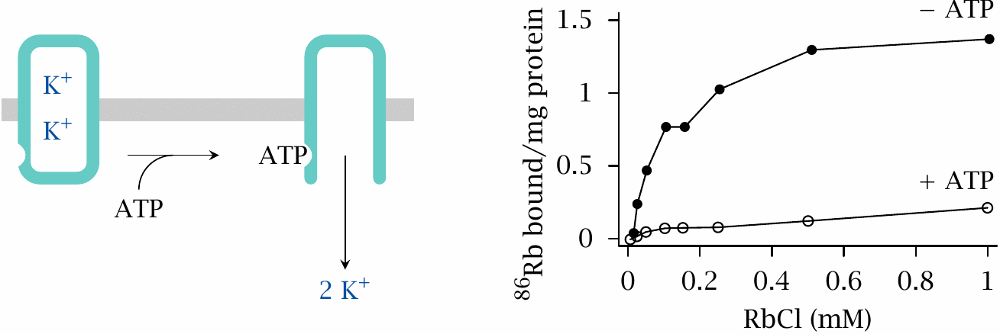 K⁺
K⁺
ATP
ATP
2 K⁺
⁸⁶Rb bound/mg protein
1.5
1
0.5
0
− ATP
+ ATP
0 0.2 0.4 0.6 0.8 1
RbCl (mM)